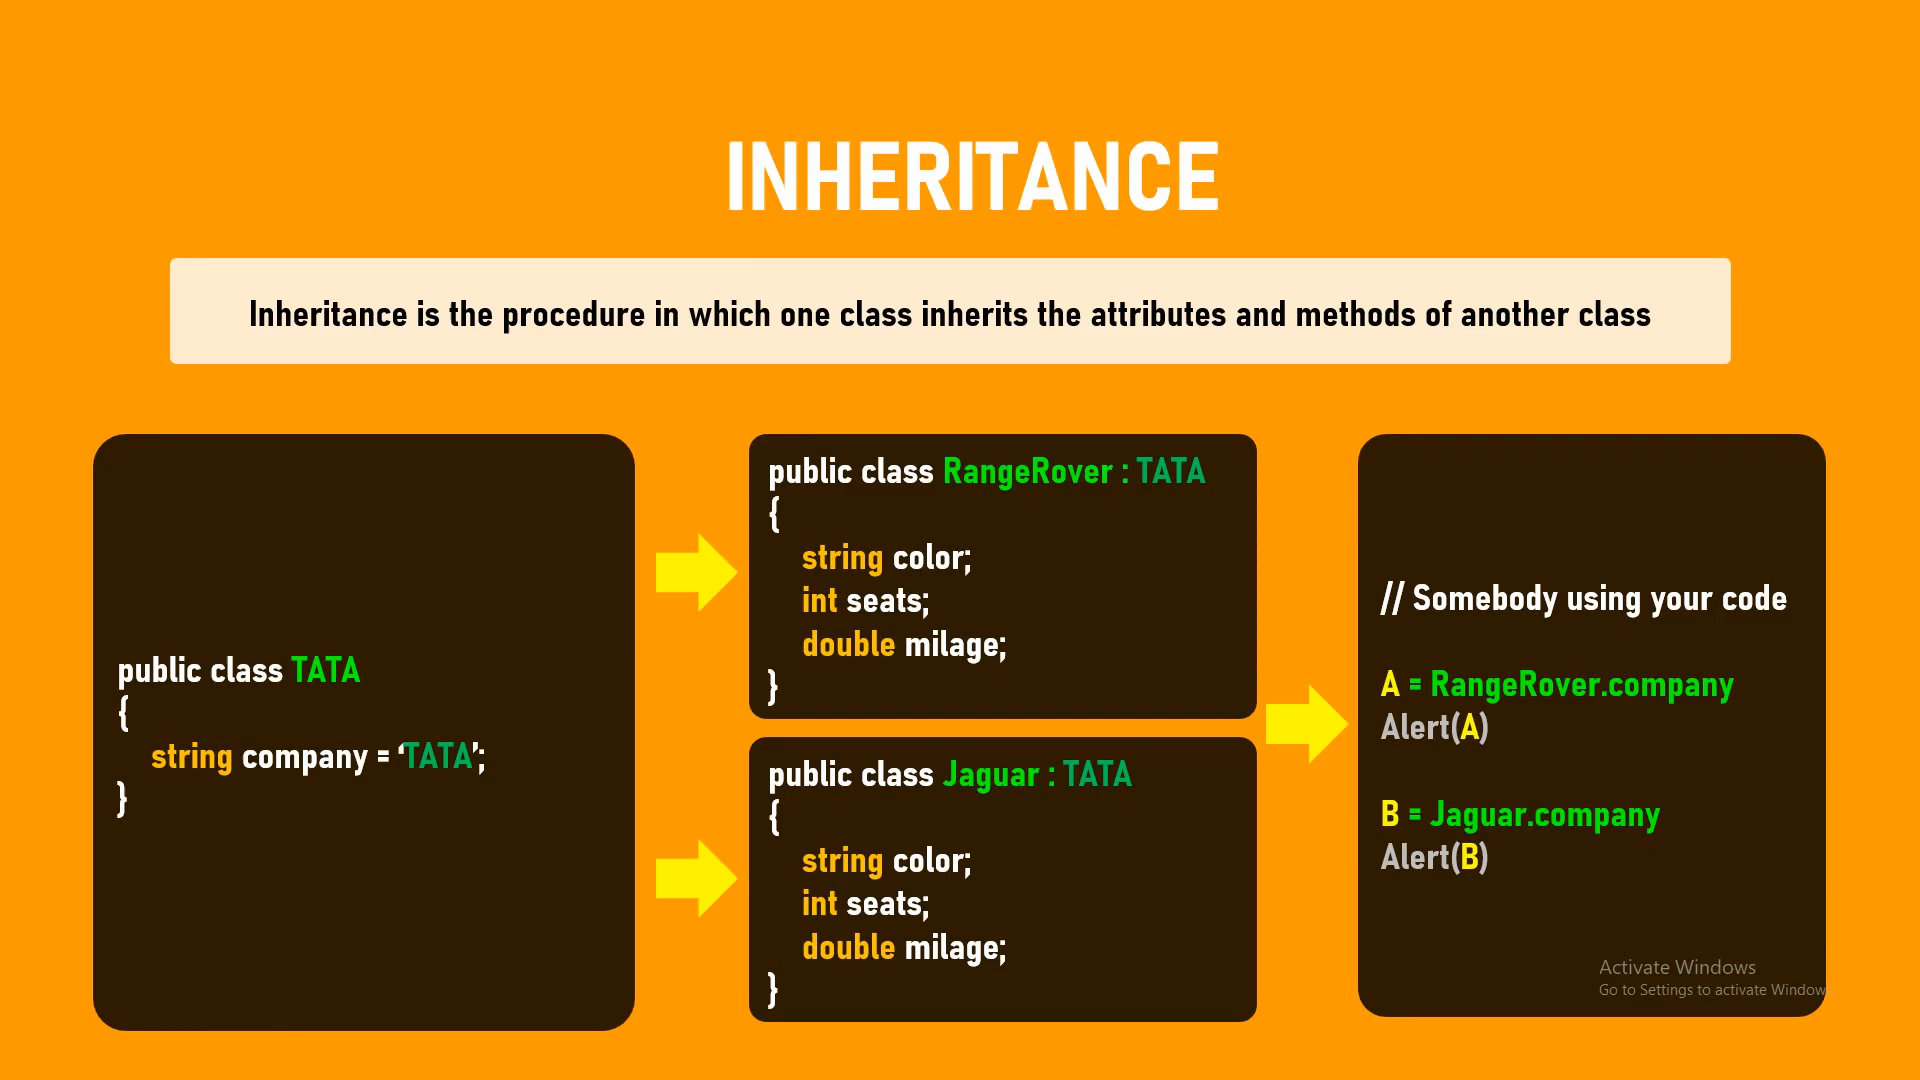 INHERITANCE
Inheritance is the procedure in which one class inherits the attributes and methods of another class
public class TATA
{
string company = ‘TATA’;
}
public class RangeRover : TATA
{
string color;
int seats;
double milage;
}
public class Jaguar : TATA
{
string color;
int seats;
double milage;
}
// Somebody using your code
A = RangeRover.company
Alert(A)
B = Jaguar.company
Alert(B)
Activate Windows
Go to Settings to activate Window